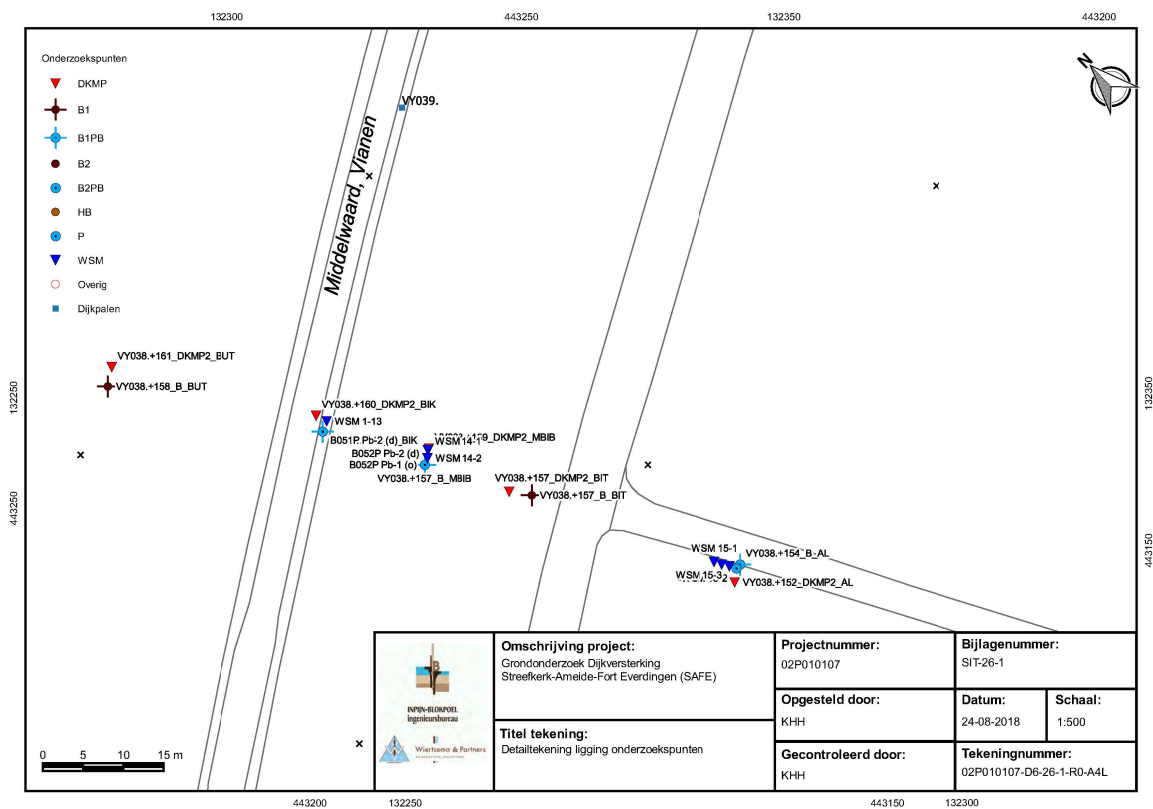 132300
443250
132350
443200
Onderzoekspunten
DKMP
B1
B1PB
B2
B2PB
HB
P
WSM
Overig
Dijkpalen
N
VY039.
Middelwaard, Vianen
VY038.+161_DKMP2_BUT
VY038.+158_B_BUT
VY038.+160_DKMP2_BIK
WSM 1-13
B051P Pb-2 (d)_BIK
WSM 14-1
DKMP2_MBIB
B052P Pb-2 (d)
WSM 14-2
B052P Pb-1 (o)
VY038.+157_B_MBIB
VY038.+157_DKMP2_BIT
VY038.+157_B_BIT
WSM 15-1
VY038.+154_B_AL
WSM 15-3
VY038.+152_DKMP2_AL
132250
443250
132350
443150
0 5 10 15 m
INPIJN-BLOKPOEL
ingenieursbureau
Wiertsema & Partners
Omschrijving project:
Grondonderzoek Dijkversterking
Streefkerk-Ameide-Fort Everdingen (SAFE)
Titel tekening:
Detailtekening ligging onderzoekspunten
Projectnummer:
02P010107
Bijlagenummer:
SIT-26-1
Opgesteld door:
KHH
Datum:
24-08-2018
Schaal:
1:500
Gecontroleerd door:
KHH
Tekeningnummer:
02P010107-D6-26-1-R0-A4L
443200
132250
443150
132300